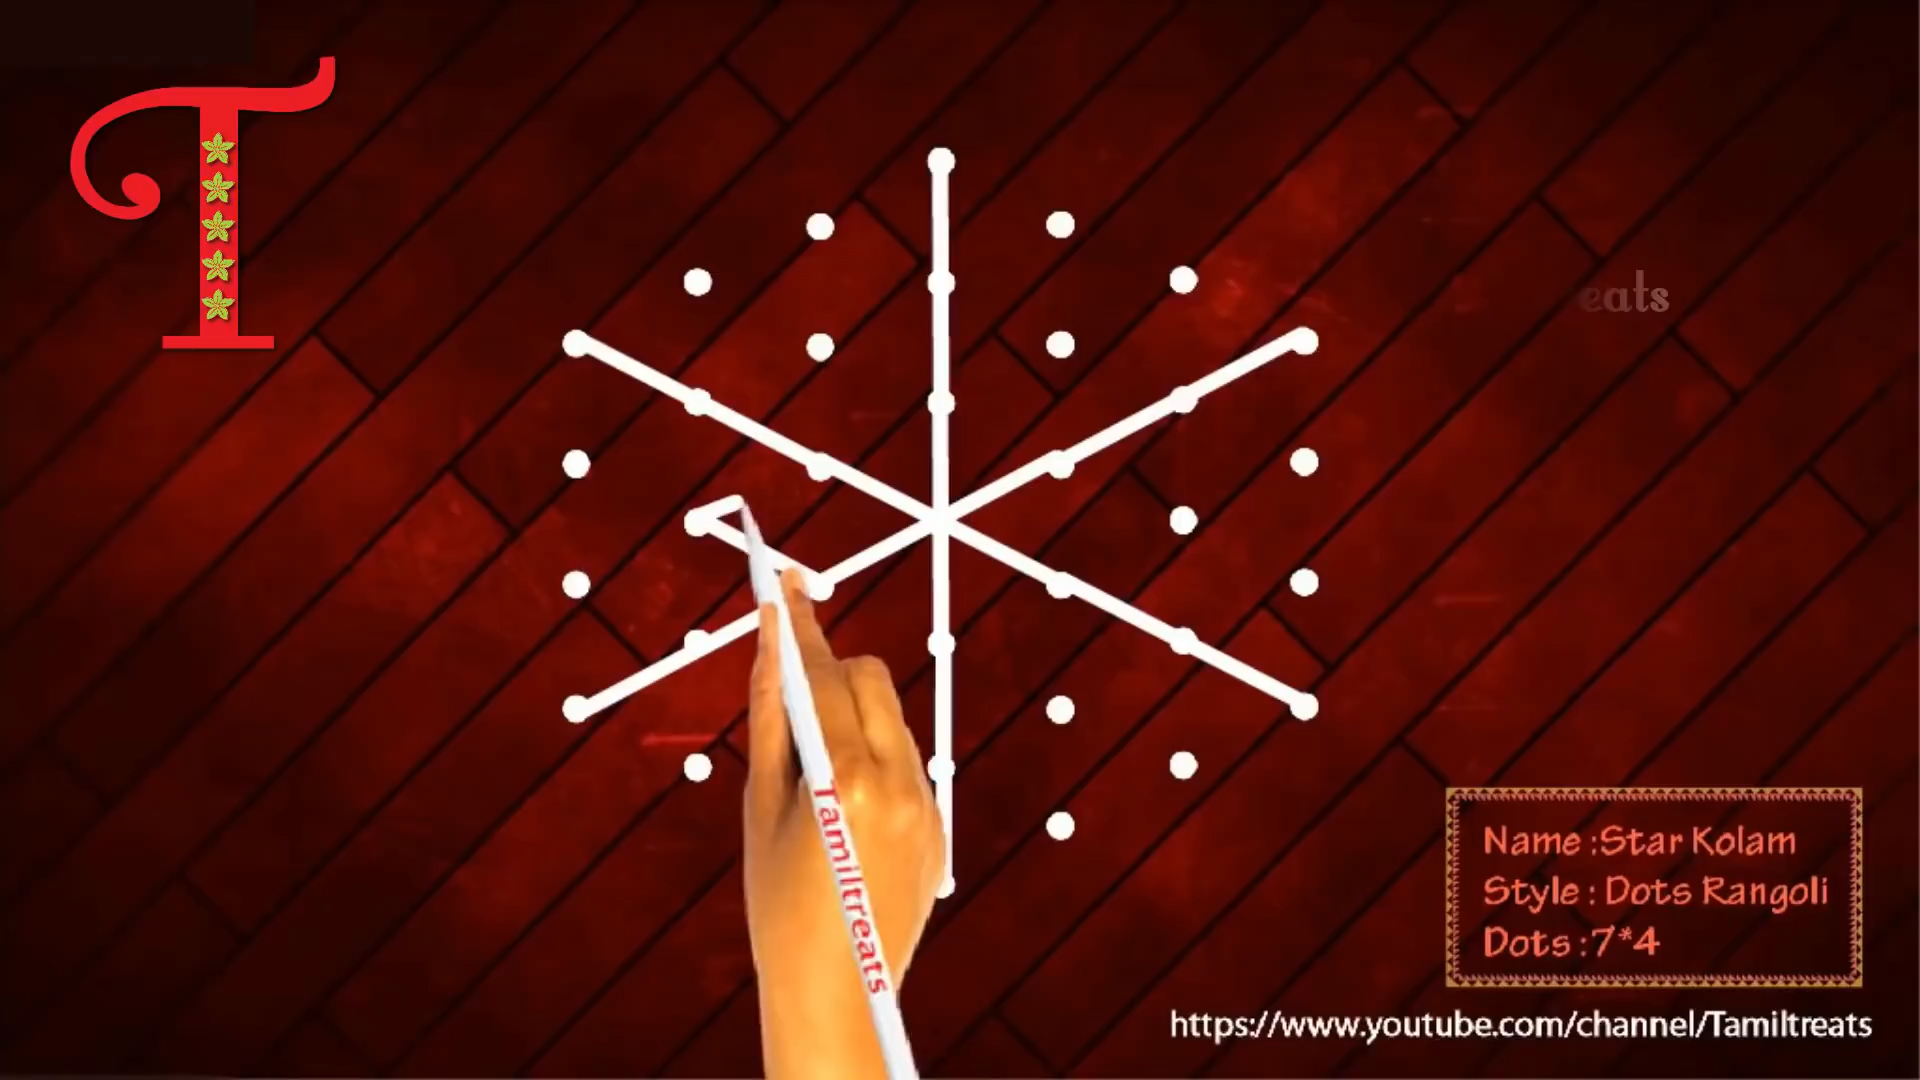 T
eats
Tamiltreats
Name :Star Kolam
Style : Dots Rangoli
Dots :7*4
https://www.youtube.com/channel/Tamiltreats